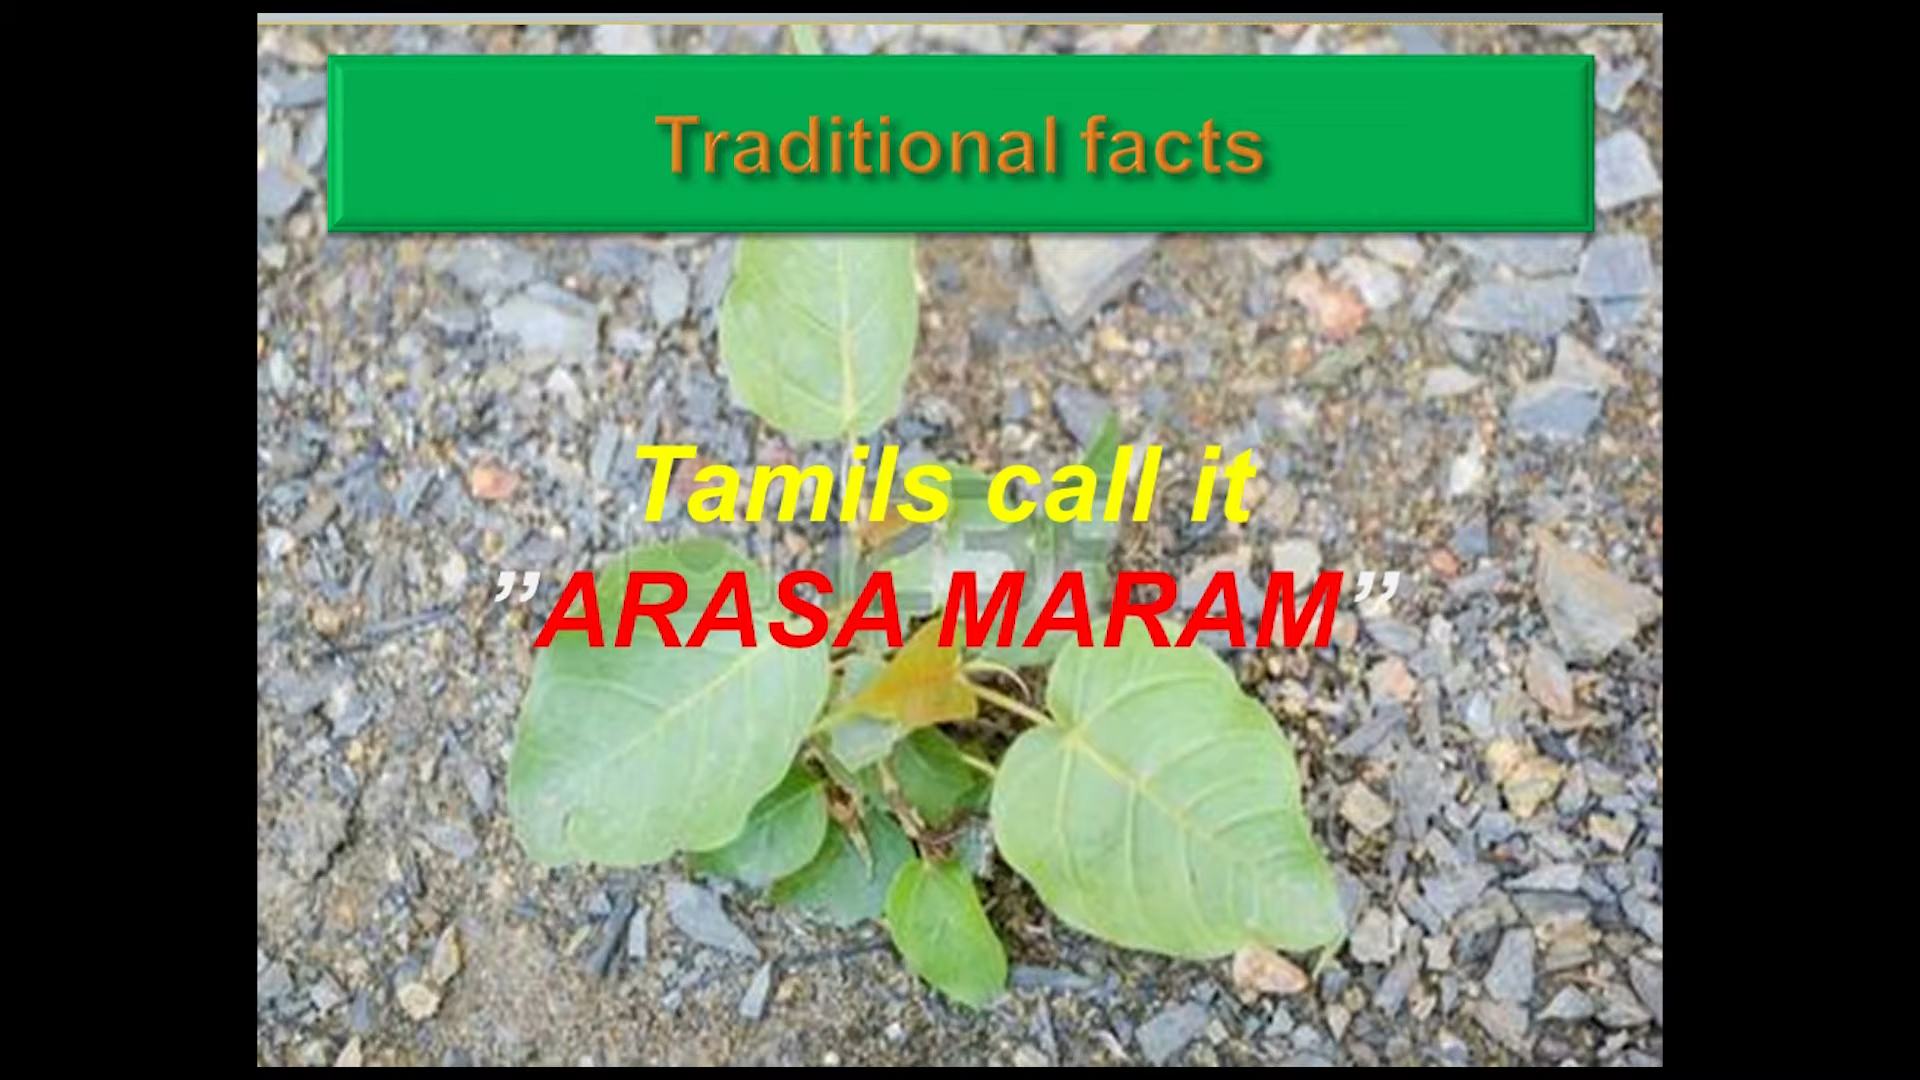 Traditional facts
Tamils call it
”ARASA MARAM”